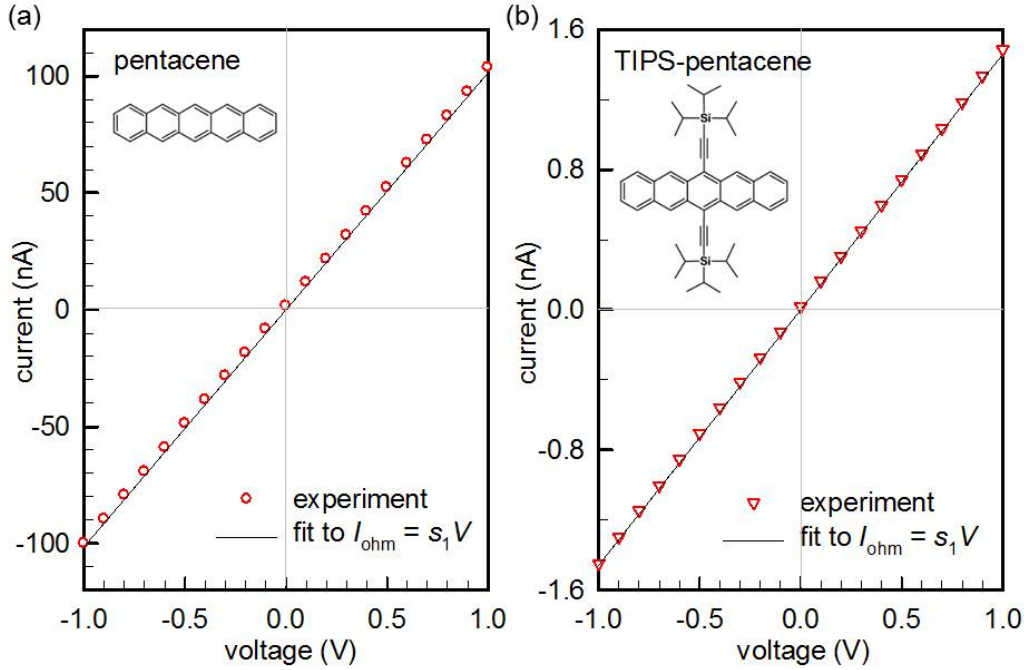 (a)
pentacene
100
50
0
-50
-100
current (nA)
experiment
fit to I_ohm = s_1V
-1.0 -0.5 0.0 0.5 1.0
voltage (V)
(b)
TIPS-pentacene
Si
Si
1.6
0.8
0.0
-0.8
-1.6
current (nA)
experiment
fit to I_ohm = s_1V
-1.0 -0.5 0.0 0.5 1.0
voltage (V)